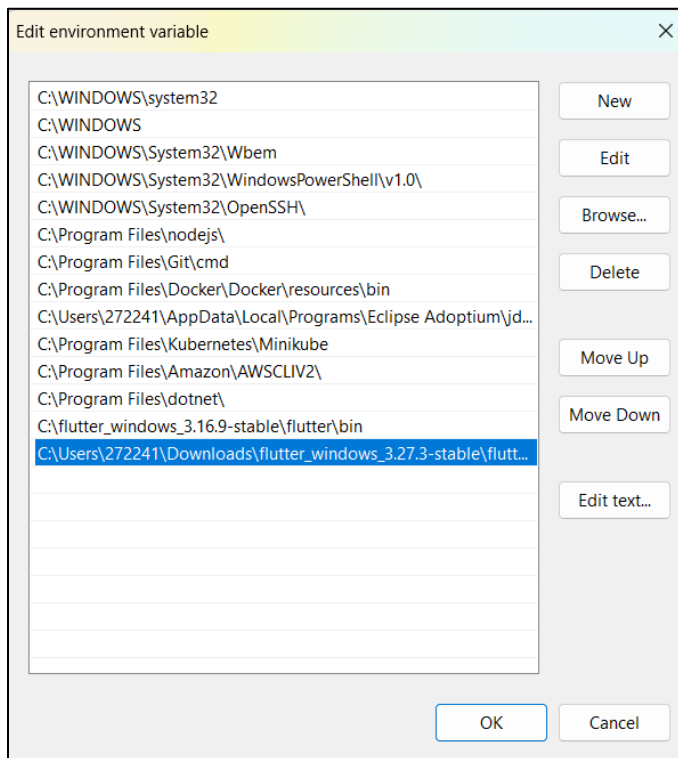 Edit environment variable
C:\WINDOWS\system32
C:\WINDOWS
C:\WINDOWS\System32\Wbem
C:\WINDOWS\System32\WindowsPowerShell\v1.0\
C:\WINDOWS\System32\OpenSSH\
C:\Program Files\nodejs\
C:\Program Files\Git\cmd
C:\Program Files\Docker\Docker\resources\bin
C:\Users\272241\AppData\Local\Programs\Eclipse Adoptium\jd...
C:\Program Files\Kubernetes\Minikube
C:\Program Files\Amazon\AWSCLIV2\
C:\Program Files\dotnet\
C:\flutter_windows_3.16.9-stable\flutter\bin
C:\Users\272241\Downloads\flutter_windows_3.27.3-stable\flutt...
New
Edit
Browse...
Delete
Move Up
Move Down
Edit text...
OK
Cancel